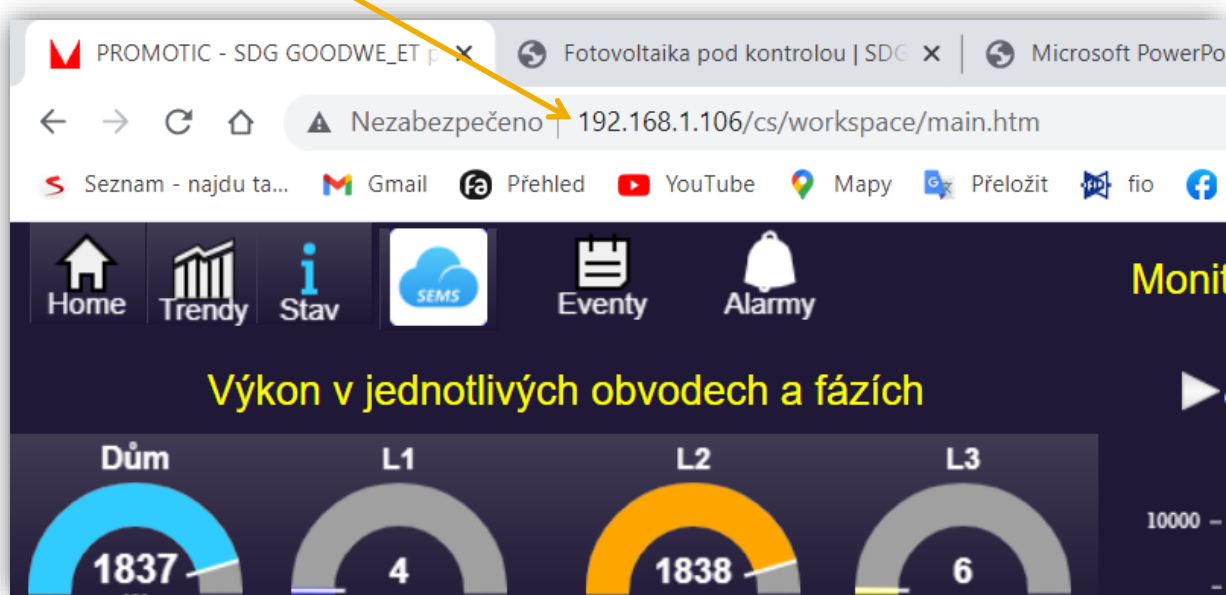 PROMOTIC - SDG GOODWE_ET p
Fotovoltaika pod kontrolou | SDG
Microsoft PowerPo
Nezabezpečeno | 192.168.1.106/cs/workspace/main.htm
Seznam - najdu ta... Gmail Přehled YouTube Mapy Přeložit fio
Home Trendy Stav SEMS Eventy Alarmy
Monit
Výkon v jednotlivých obvodech a fázích
Dům L1 L2 L3
10000
1837 4 1838 6